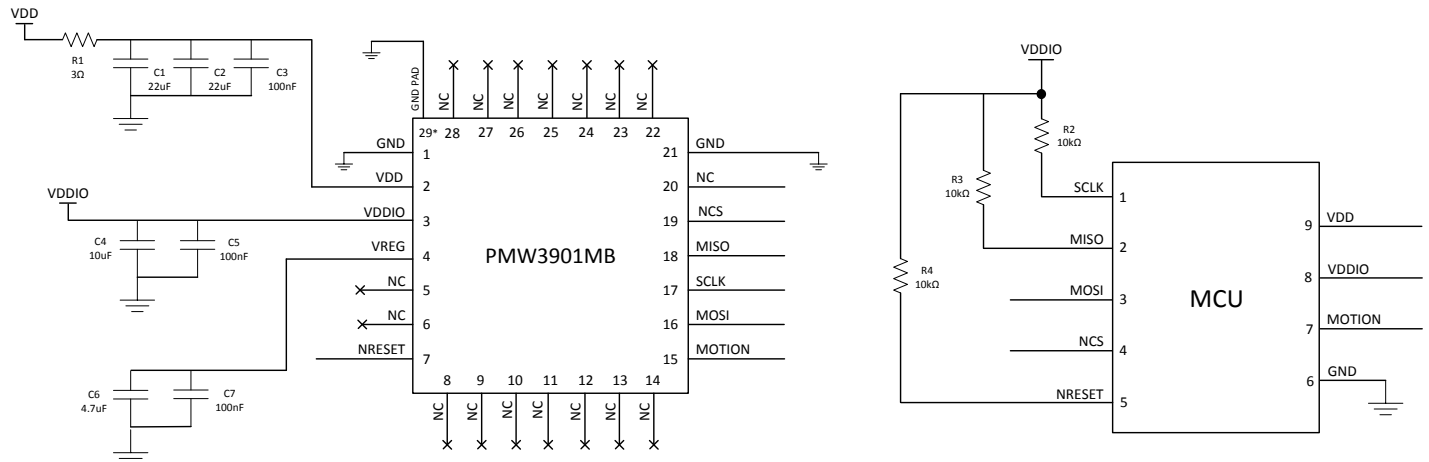 VDD
R1
3Ω
C1
22uF
C2
22uF
C3
100nF
GND PAD
NC
NC
NC
NC
NC
NC
NC
29*
28
27
26
25
24
23
22
GND
1
VDD
2
VDDIO
VDDIO
3
C4
10uF
C5
100nF
VREG
4
NC
5
NC
6
NRESET
7
C6
4.7uF
C7
100nF
PMW3901MB
21
GND
20
NC
19
NCS
18
MISO
17
SCLK
16
MOSI
15
MOTION
8
9
10
11
12
13
14
NC
NC
NC
NC
NC
NC
NC
VDDIO
R2
10kΩ
R3
10kΩ
R4
10kΩ
SCLK
1
MISO
2
MOSI
3
NCS
4
NRESET
5
MCU
9
VDD
8
VDDIO
7
MOTION
6
GND